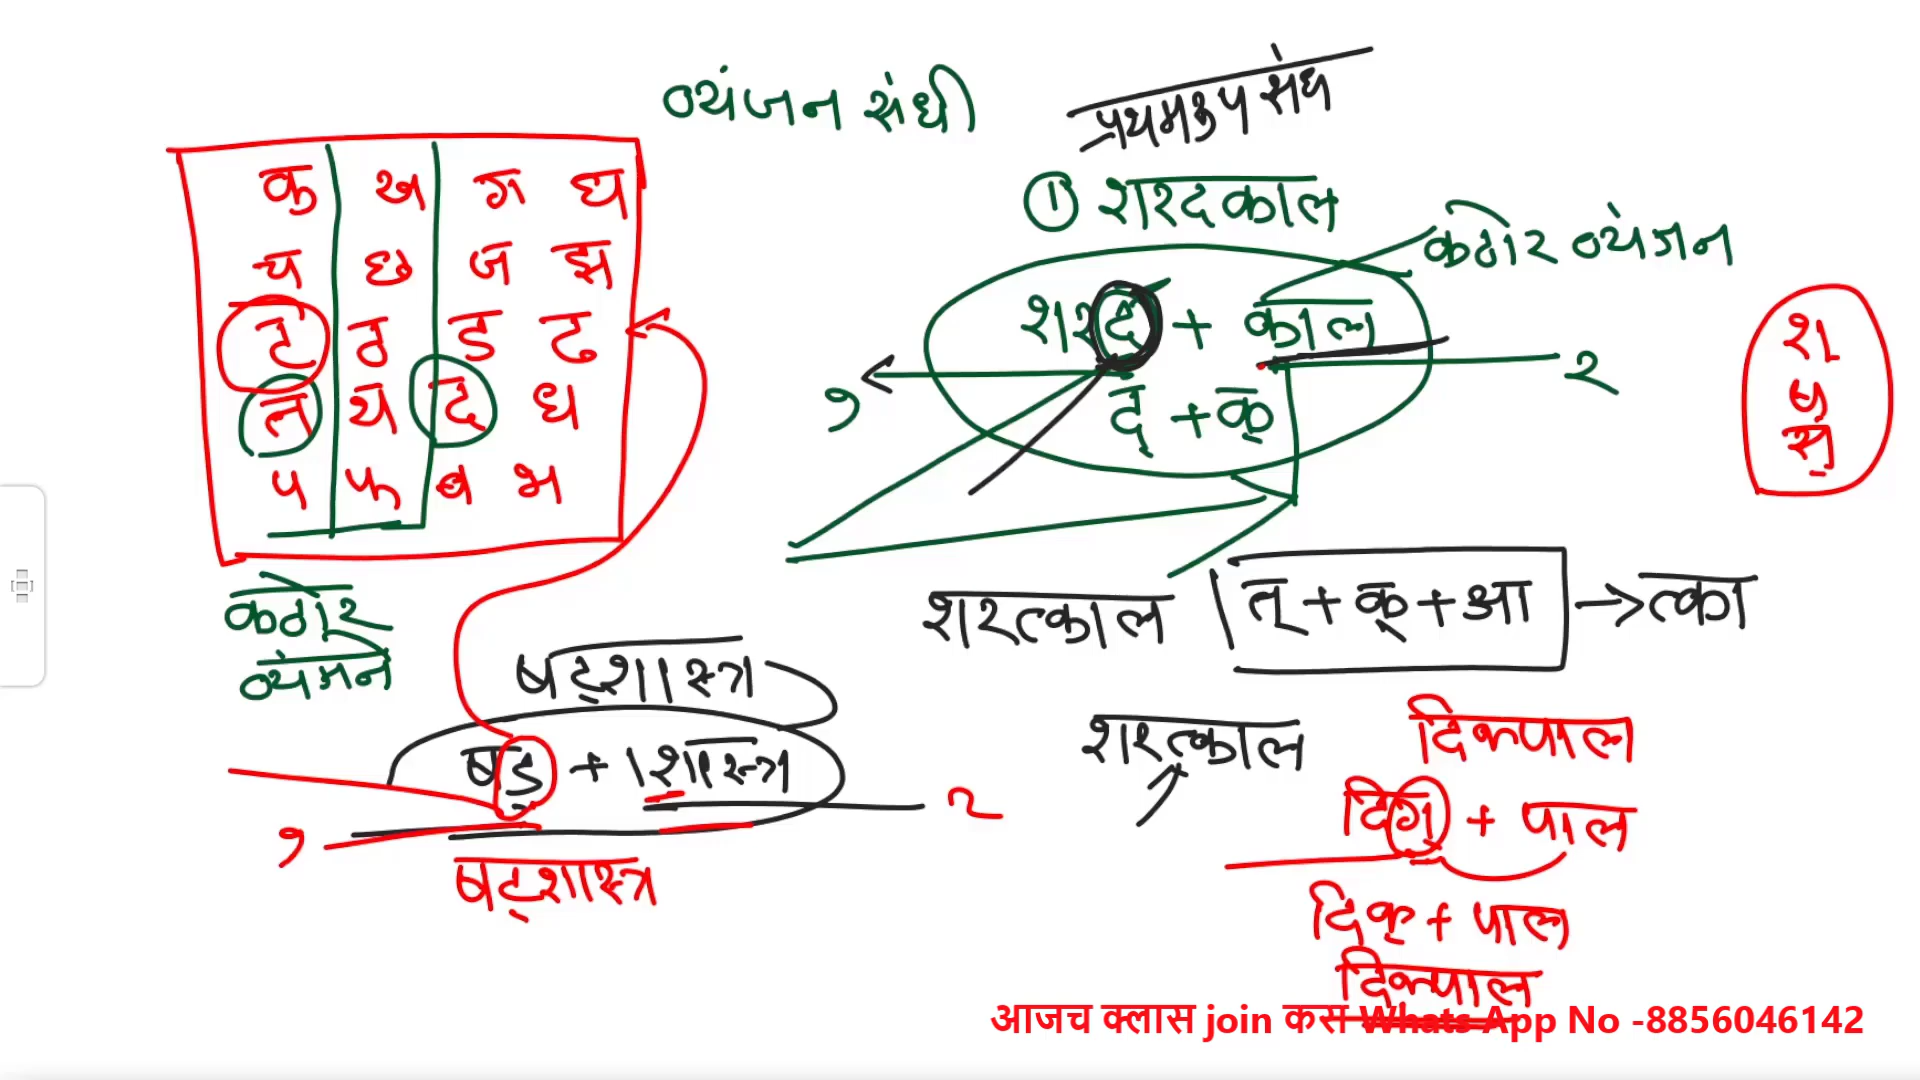 व्यंजन संधी
प्रथमरूप संधी
क ख ग घ
च छ ज झ
ट ठ ड ढ
त थ द ध
प फ ब भ
कठोर
व्यंजन
① शरदकाल
कठोर व्यंजन
शरद् + काल
१
२
द् + क्
श
ष
स
शरत्काल
त् + क् + आ → त्का
शरत्काल
षट्शास्त्र
षड् + शास्त्र
१
२
षट्शास्त्र
दिक्पाल
दिग् + पाल
दिक् + पाल
दिक्पाल
आजच क्लास join करा Whats App No -8856046142